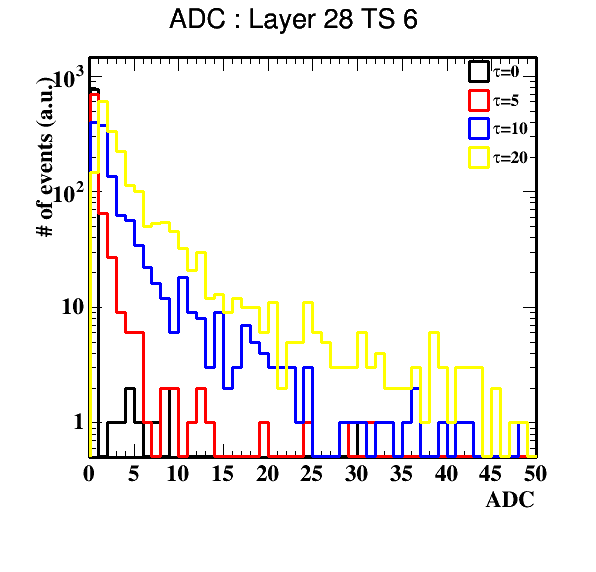 ADC : Layer 28 TS 6
# of events (a.u.)
10³
10²
10
1
τ=0
τ=5
τ=10
τ=20
0 5 10 15 20 25 30 35 40 45 50
ADC